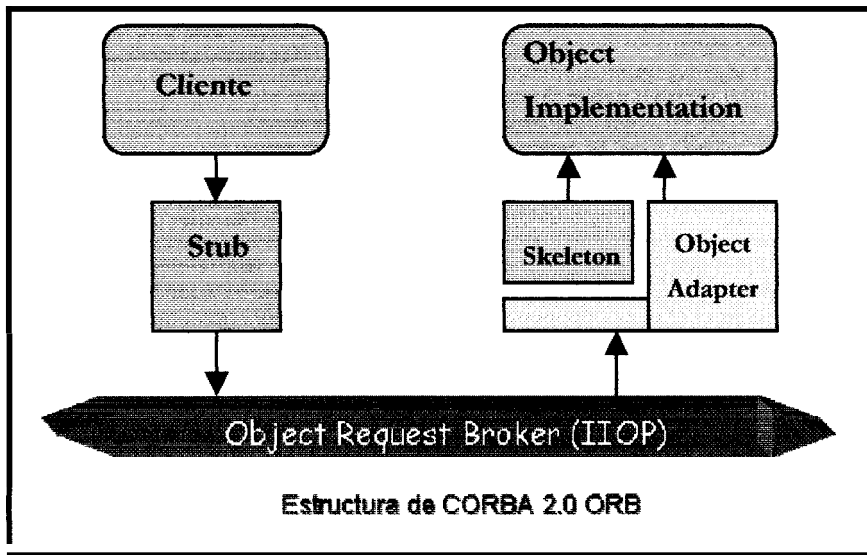 Cliente
Object
Implementation
Stub
Skeleton
Object
Adapter
Object Request Broker (IIOP)
Estructura de CORBA 2.0 ORB